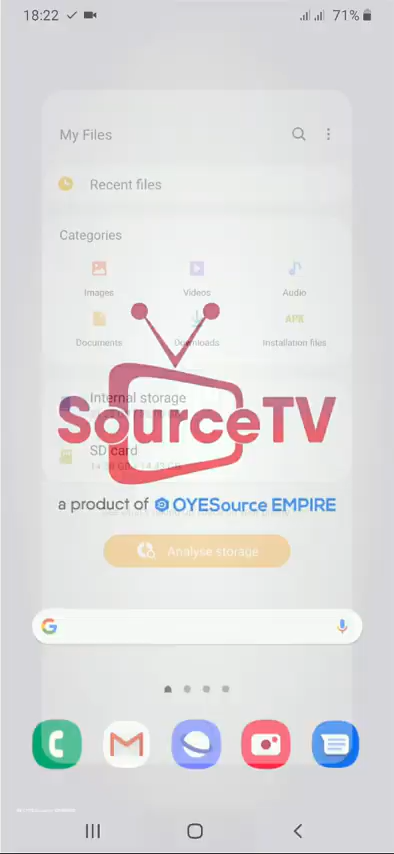 18:22
71%
My Files
Recent files
Categories
Images Videos Audio
APK
Documents Downloads Installation files
Internal storage
SourceTV
SD card
a product of OYESource EMPIRE
Analyse storage